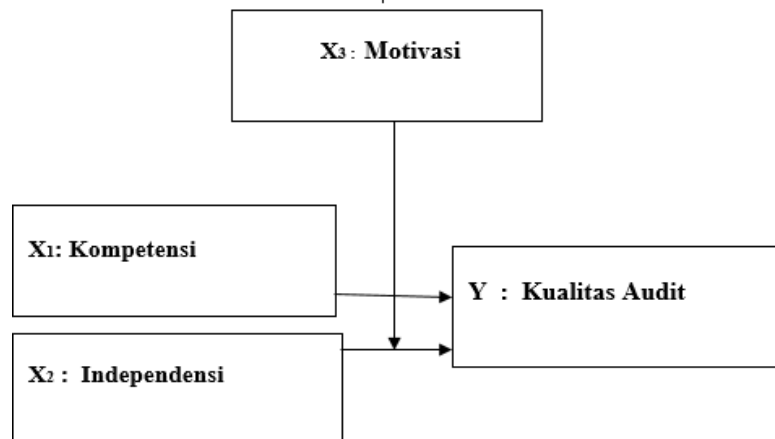 X₃ : Motivasi
X₁: Kompetensi
Y : Kualitas Audit
X₂ : Independensi